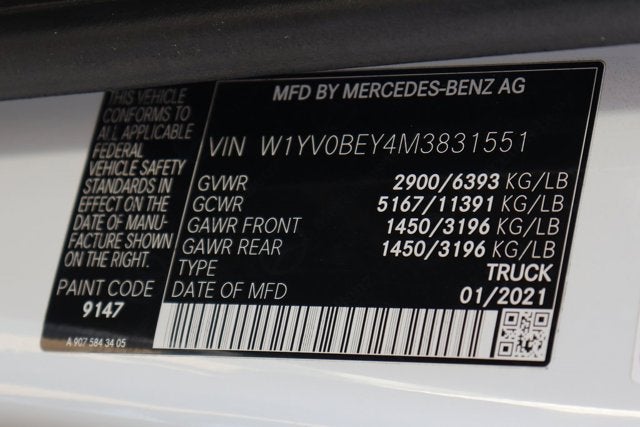 THIS VEHICLE
CONFORMS TO
ALL APPLICABLE
FEDERAL
VEHICLE SAFETY
STANDARDS IN
EFFECT ON THE
DATE OF MANU-
FACTURE SHOWN
ON THE RIGHT.
PAINT CODE
9147
A 907 584 34 05
MFD BY MERCEDES-BENZ AG
VIN W1YV0BEY4M3831551
GVWR 2900/6393 KG/LB
GCWR 5167/11391 KG/LB
GAWR FRONT 1450/3196 KG/LB
GAWR REAR 1450/3196 KG/LB
TYPE TRUCK
DATE OF MFD 01/2021